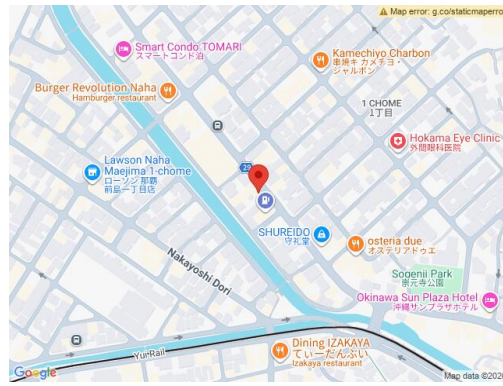 Map error: g.co/staticmaperro
Smart Condo TOMARI
スマートコンド泊
Kamechiyo Charbon
串焼き カメチヨ・
シャルボン
Burger Revolution Naha
Hamburger restaurant
1 CHOME
1丁目
Hokama Eye Clinic
外間眼科医院
Lawson Naha
Maejima 1-chome
ローソン 那覇
前島一丁目店
29
SHUREIDO
守礼堂
osteria due
オステリアドゥエ
Nakayoshi Dori
Sogenji Park
崇元寺公園
Okinawa Sun Plaza Hotel
沖縄サンプラザホテル
Yui-Rail
Dining IZAKAYA
てぃーだんぶい
Izakaya restaurant
Google
Map data ©202